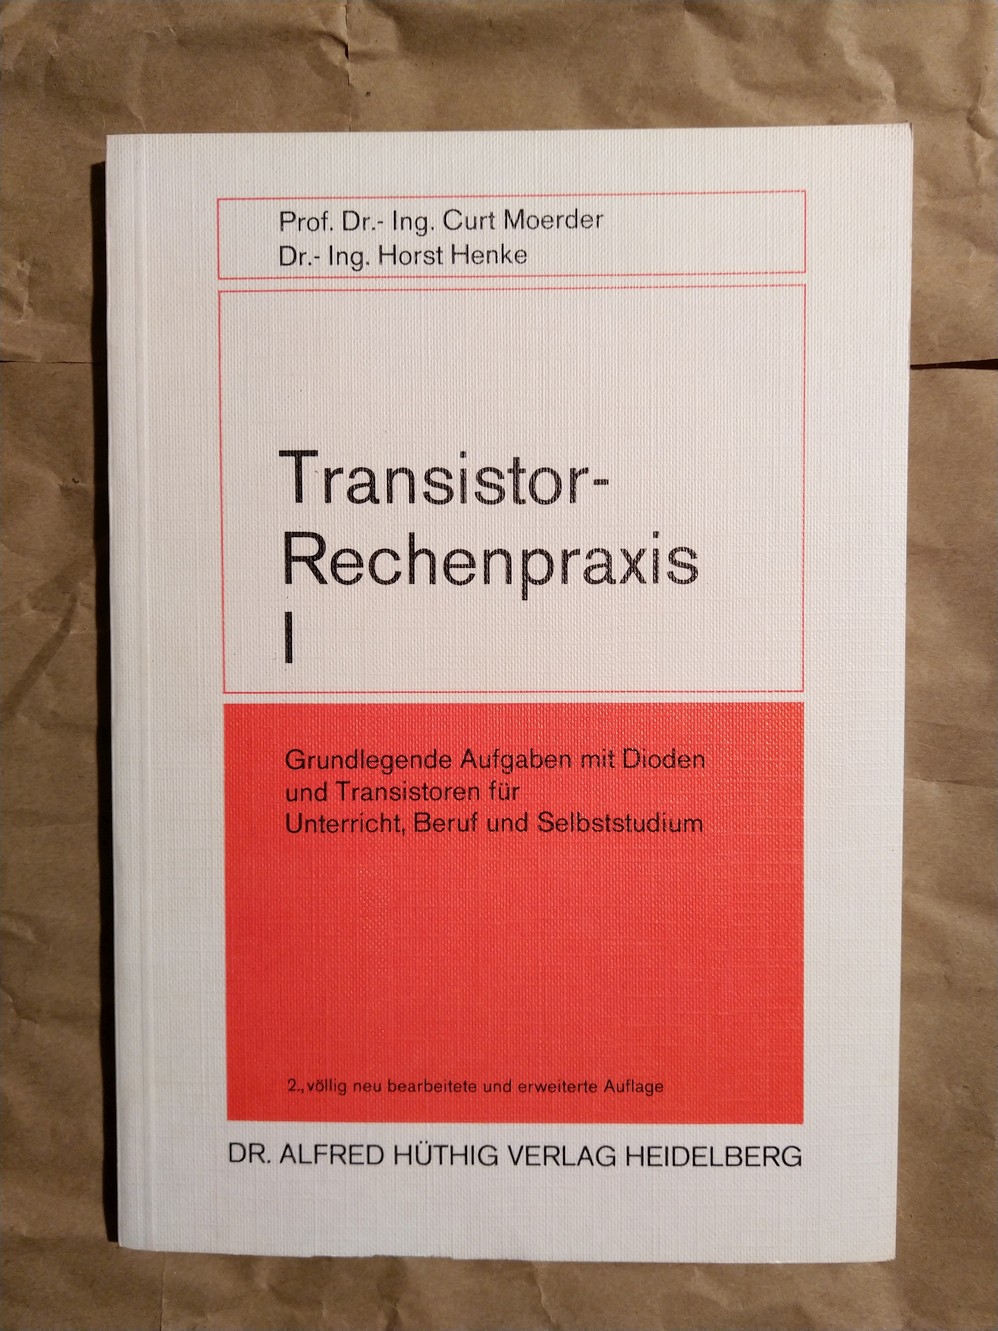 Prof. Dr.- Ing. Curt Moerder
Dr.- Ing. Horst Henke
Transistor-
Rechenpraxis
I
Grundlegende Aufgaben mit Dioden
und Transistoren für
Unterricht, Beruf und Selbststudium
2., völlig neu bearbeitete und erweiterte Auflage
DR. ALFRED HÜTHIG VERLAG HEIDELBERG